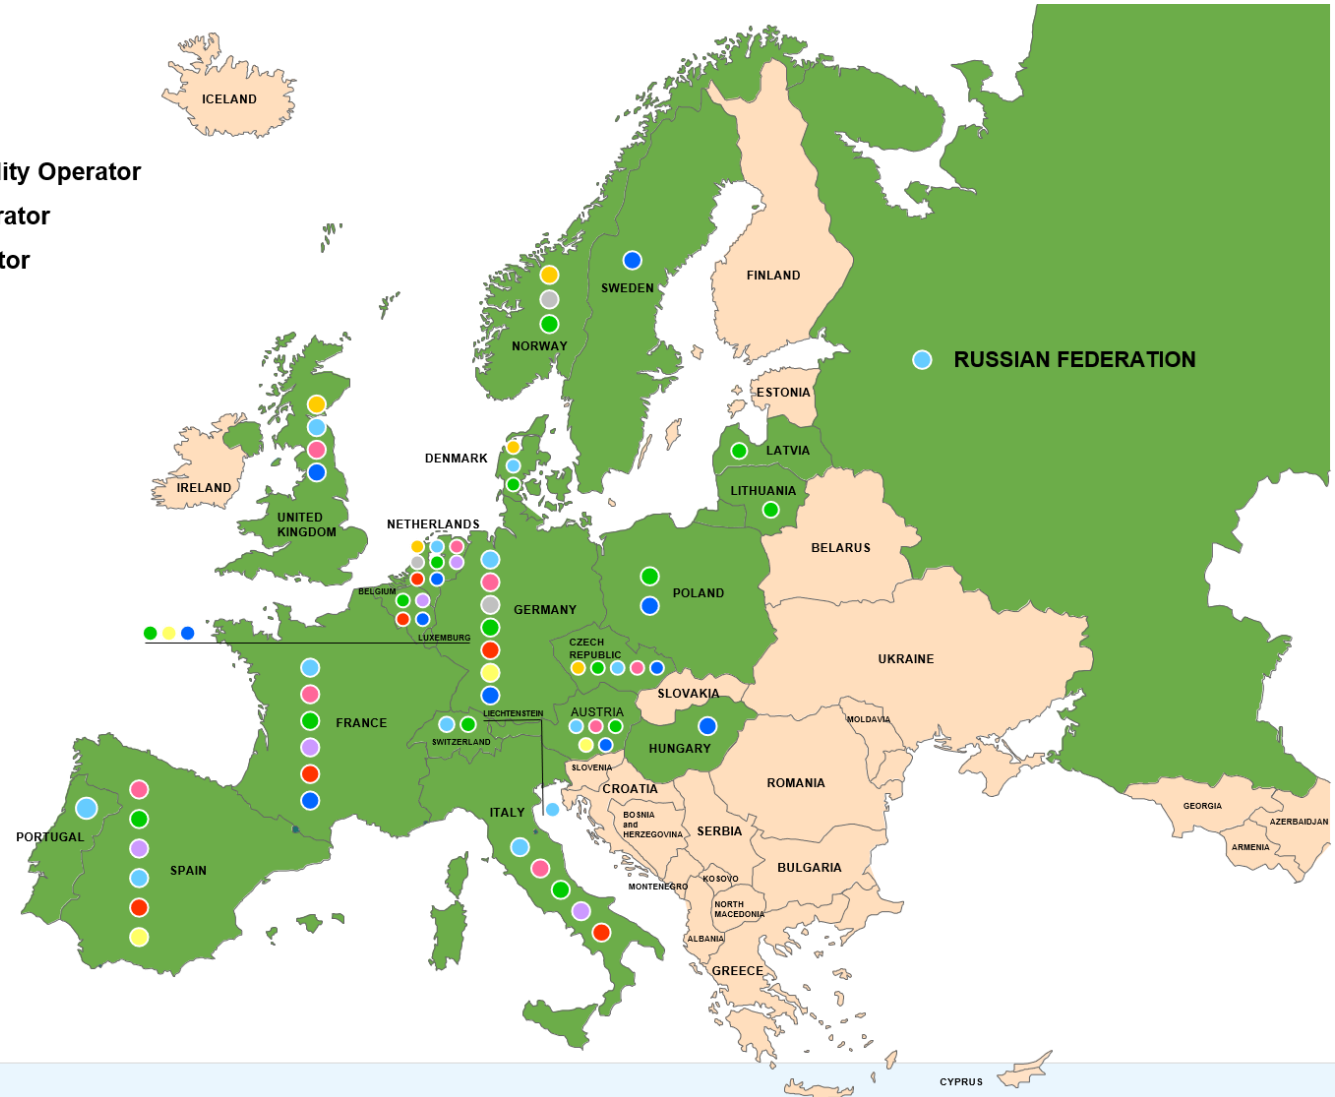 ICELAND
lity Operator
rator
tor
FINLAND
SWEDEN
NORWAY
RUSSIAN FEDERATION
ESTONIA
DENMARK
LATVIA
IRELAND
LITHUANIA
UNITED
KINGDOM
NETHERLANDS
BELARUS
BELGIUM
POLAND
GERMANY
LUXEMBURG
CZECH
REPUBLIC
UKRAINE
SLOVAKIA
FRANCE
LIECHTENSTEIN
AUSTRIA
MOLDAVIA
SWITZERLAND
HUNGARY
SLOVENIA
CROATIA
ROMANIA
GEORGIA
ITALY
BOSNIA
and
HERZEGOVINA
SERBIA
AZERBAIDJAN
PORTUGAL
ARMENIA
SPAIN
BULGARIA
KOSOVO
MONTENEGRO
NORTH
MACEDONIA
ALBANIA
GREECE
CYPRUS